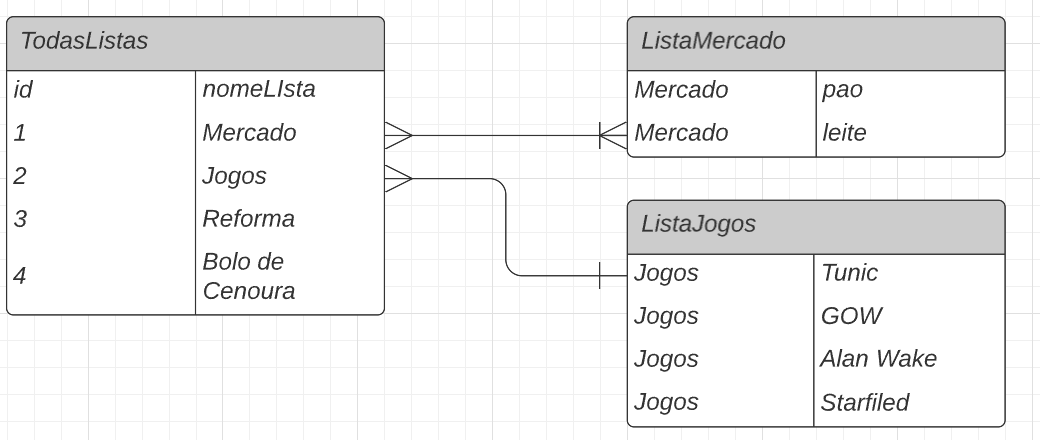 TodasListas
id nomeLIsta
1 Mercado
2 Jogos
3 Reforma
4 Bolo de
Cenoura
ListaMercado
Mercado pao
Mercado leite
ListaJogos
Jogos Tunic
Jogos GOW
Jogos Alan Wake
Jogos Starfiled